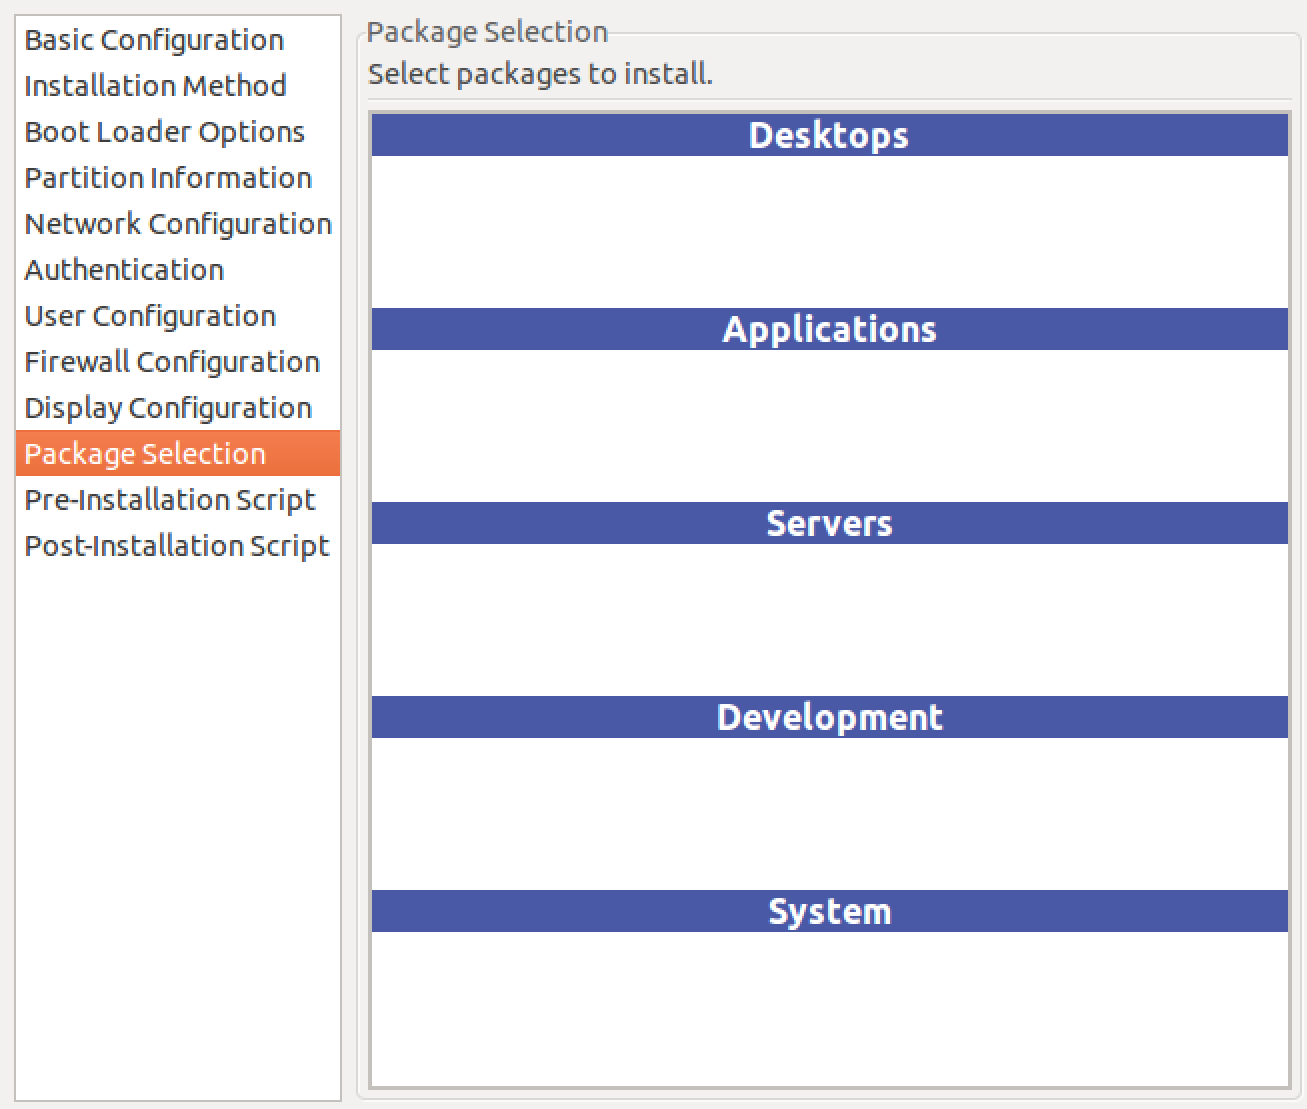 Basic Configuration
Installation Method
Boot Loader Options
Partition Information
Network Configuration
Authentication
User Configuration
Firewall Configuration
Display Configuration
Package Selection
Pre-Installation Script
Post-Installation Script
Package Selection
Select packages to install.
Desktops
Applications
Servers
Development
System